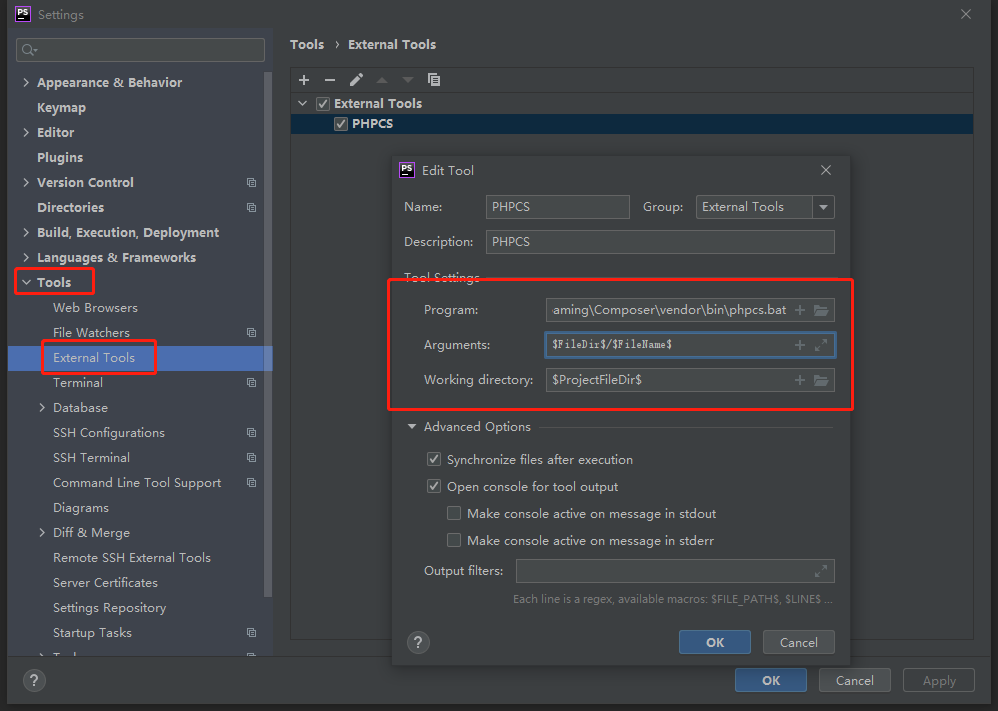 PS Settings
Tools › External Tools
Appearance & Behavior
Keymap
Editor
Plugins
Version Control
Directories
Build, Execution, Deployment
Languages & Frameworks
Tools
Web Browsers
File Watchers
External Tools
Terminal
Database
SSH Configurations
SSH Terminal
Command Line Tool Support
Diagrams
Diff & Merge
Remote SSH External Tools
Server Certificates
Settings Repository
Startup Tasks
External Tools
PHPCS
PS Edit Tool
Name: PHPCS Group: External Tools
Description: PHPCS
Tool Settings
Program: aming\Composer\vendor\bin\phpcs.bat
Arguments: $FileDir$/$FileName$
Working directory: $ProjectFileDir$
Advanced Options
Synchronize files after execution
Open console for tool output
Make console active on message in stdout
Make console active on message in stderr
Output filters:
Each line is a regex, available macros: $FILE_PATH$, $LINE$ ...
? OK Cancel
? OK Cancel Apply